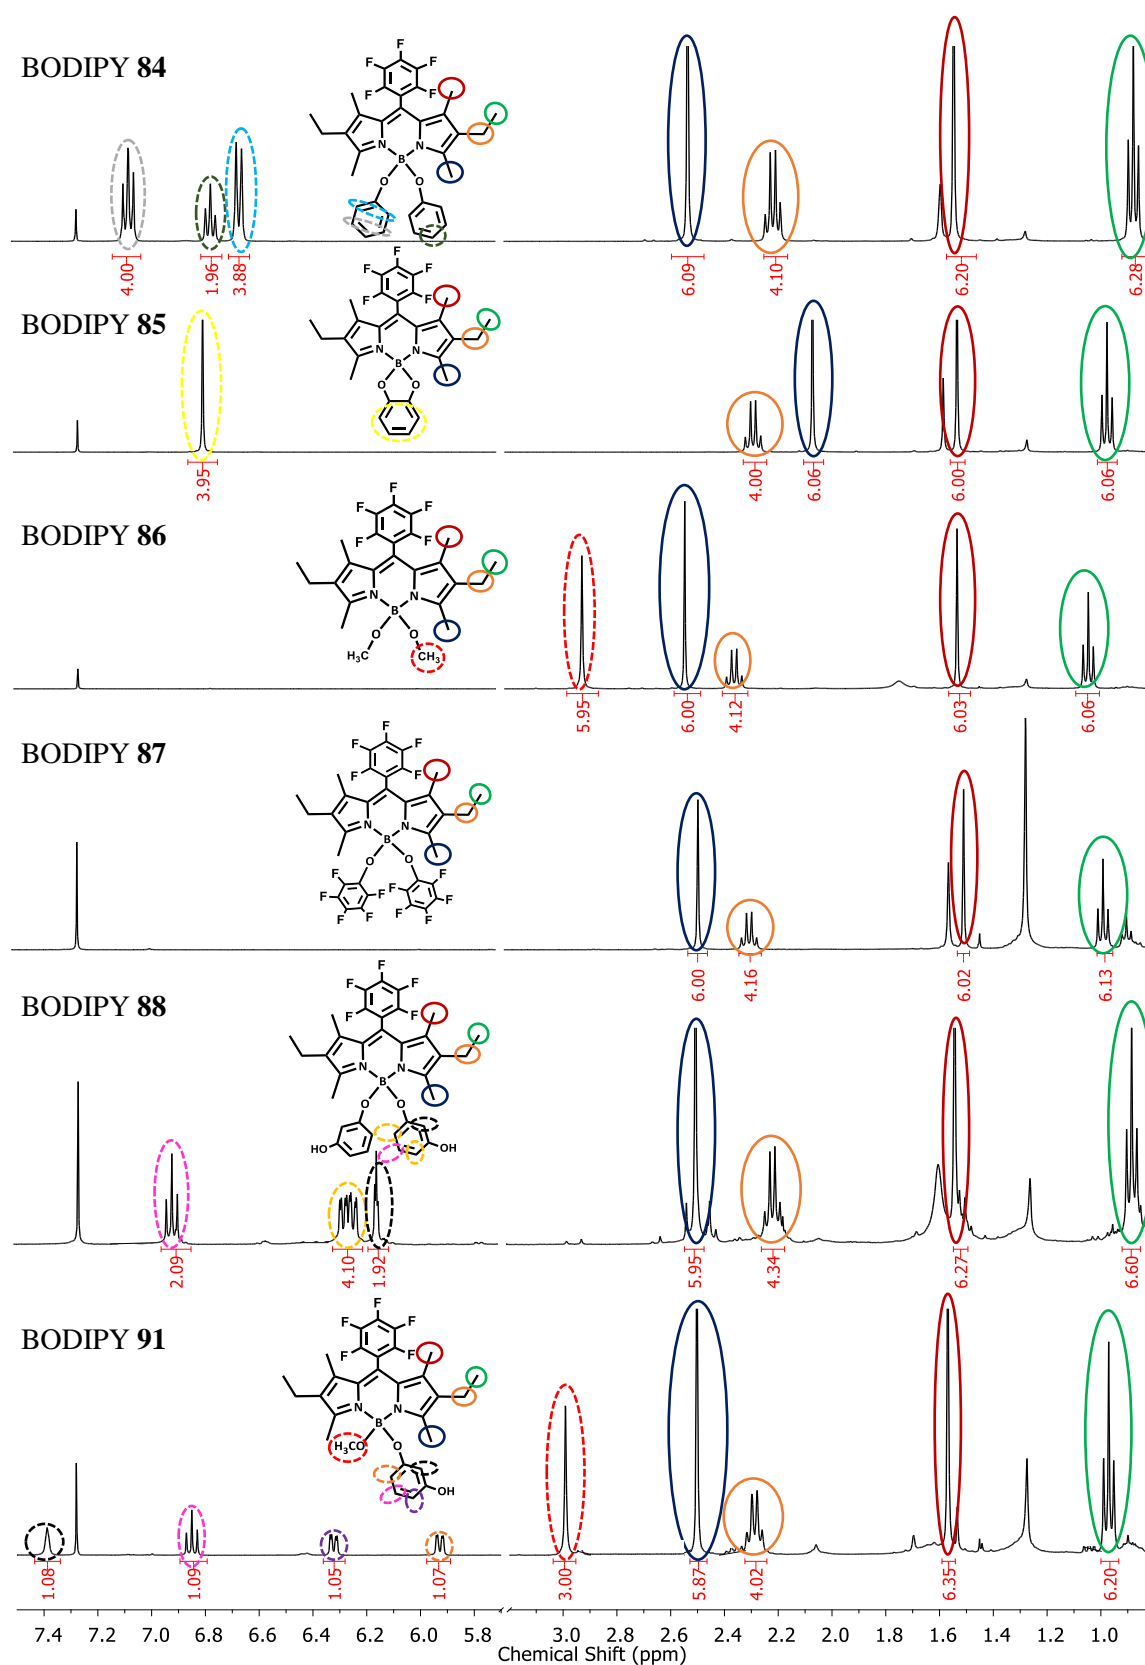 BODIPY 84
F
F F
F F
N N
B
O O
4.00 1.96 3.88 6.09 4.10 6.20 6.28
BODIPY 85
F
F F
F F
N N
B
O O
3.95 4.00 6.06 6.00 6.06
BODIPY 86
F
F F
F F
N N
B
O O
H₃C CH₃
5.95 6.00 4.12 6.03 6.06
BODIPY 87
F
F F
F F
N N
B
O O
F F F F
F F F F
F F
6.00 4.16 6.02 6.13
BODIPY 88
F
F F
F F
N N
B
O O
HO OH
2.09 4.10 1.92 5.95 4.34 6.27 6.60
BODIPY 91
F
F F
F F
N N
B
H₃CO O
OH
1.08 1.09 1.05 1.07 3.00 5.87 4.02 6.35 6.20
7.4 7.2 7.0 6.8 6.6 6.4 6.2 6.0 5.8 3.0 2.8 2.6 2.4 2.2 2.0 1.8 1.6 1.4 1.2 1.0
Chemical Shift (ppm)